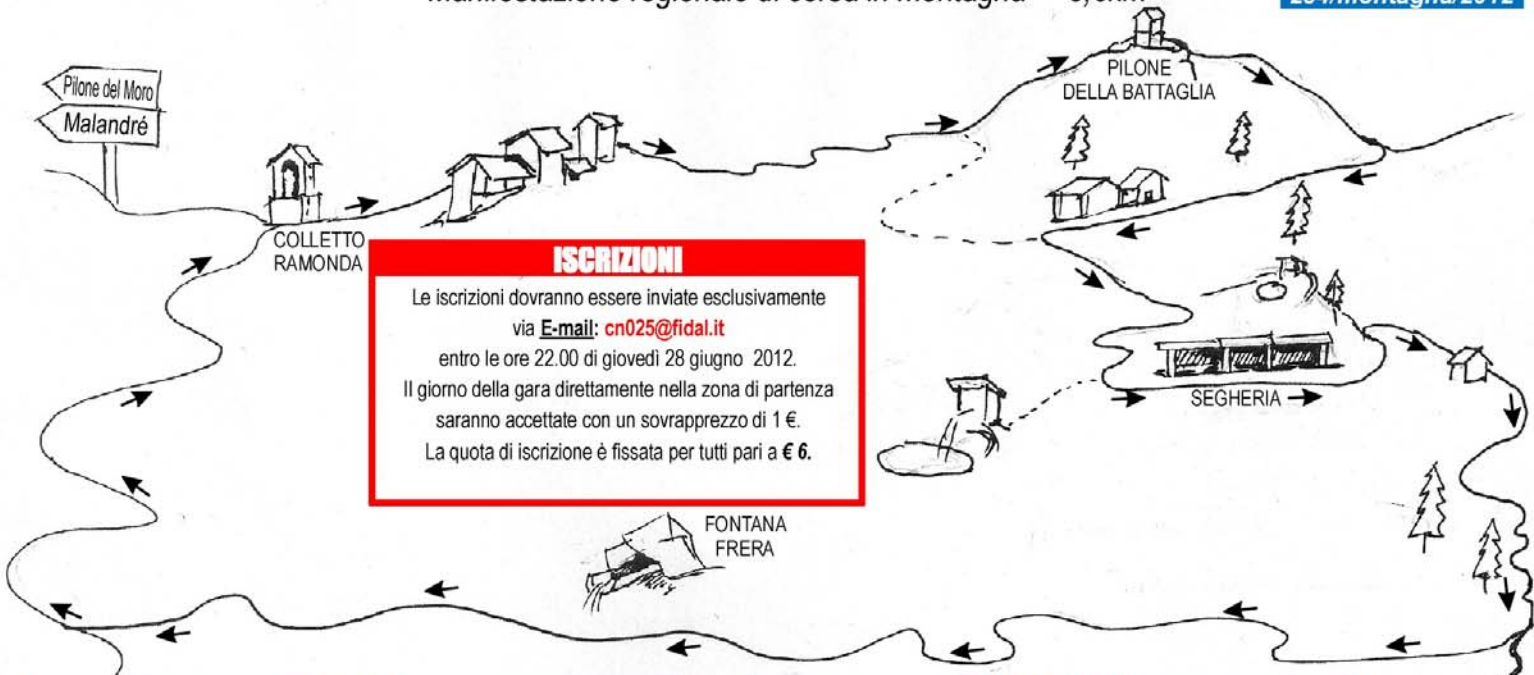 Pilone del Moro
Malandré
PILONE
DELLA BATTAGLIA
COLLETTO
RAMONDA
ISCRIZIONI
Le iscrizioni dovranno essere inviate esclusivamente
via E-mail: cn025@fidal.it
entro le ore 22.00 di giovedì 28 giugno 2012.
Il giorno della gara direttamente nella zona di partenza
saranno accettate con un sovrapprezzo di 1 €.
La quota di iscrizione è fissata per tutti pari a € 6.
SEGHERIA
FONTANA
FRERA